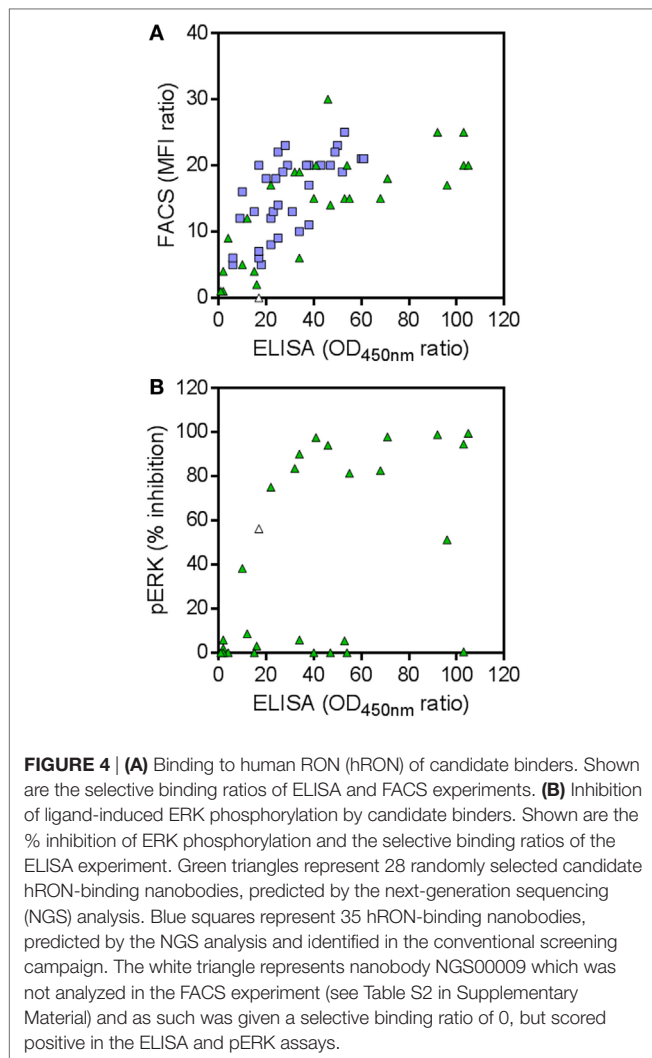 A
40
30
20
10
0
FACS (MFI ratio)
0 20 40 60 80 100 120
ELISA (OD450nm ratio)
B
120
100
80
60
40
20
0
pERK (% inhibition)
0 20 40 60 80 100 120
ELISA (OD450nm ratio)
FIGURE 4 | (A) Binding to human RON (hRON) of candidate binders. Shown
are the selective binding ratios of ELISA and FACS experiments. (B) Inhibition
of ligand-induced ERK phosphorylation by candidate binders. Shown are the
% inhibition of ERK phosphorylation and the selective binding ratios of the
ELISA experiment. Green triangles represent 28 randomly selected candidate
hRON-binding nanobodies, predicted by the next-generation sequencing
(NGS) analysis. Blue squares represent 35 hRON-binding nanobodies,
predicted by the NGS analysis and identified in the conventional screening
campaign. The white triangle represents nanobody NGS00009 which was
not analyzed in the FACS experiment (see Table S2 in Supplementary
Material) and as such was given a selective binding ratio of 0, but scored
positive in the ELISA and pERK assays.